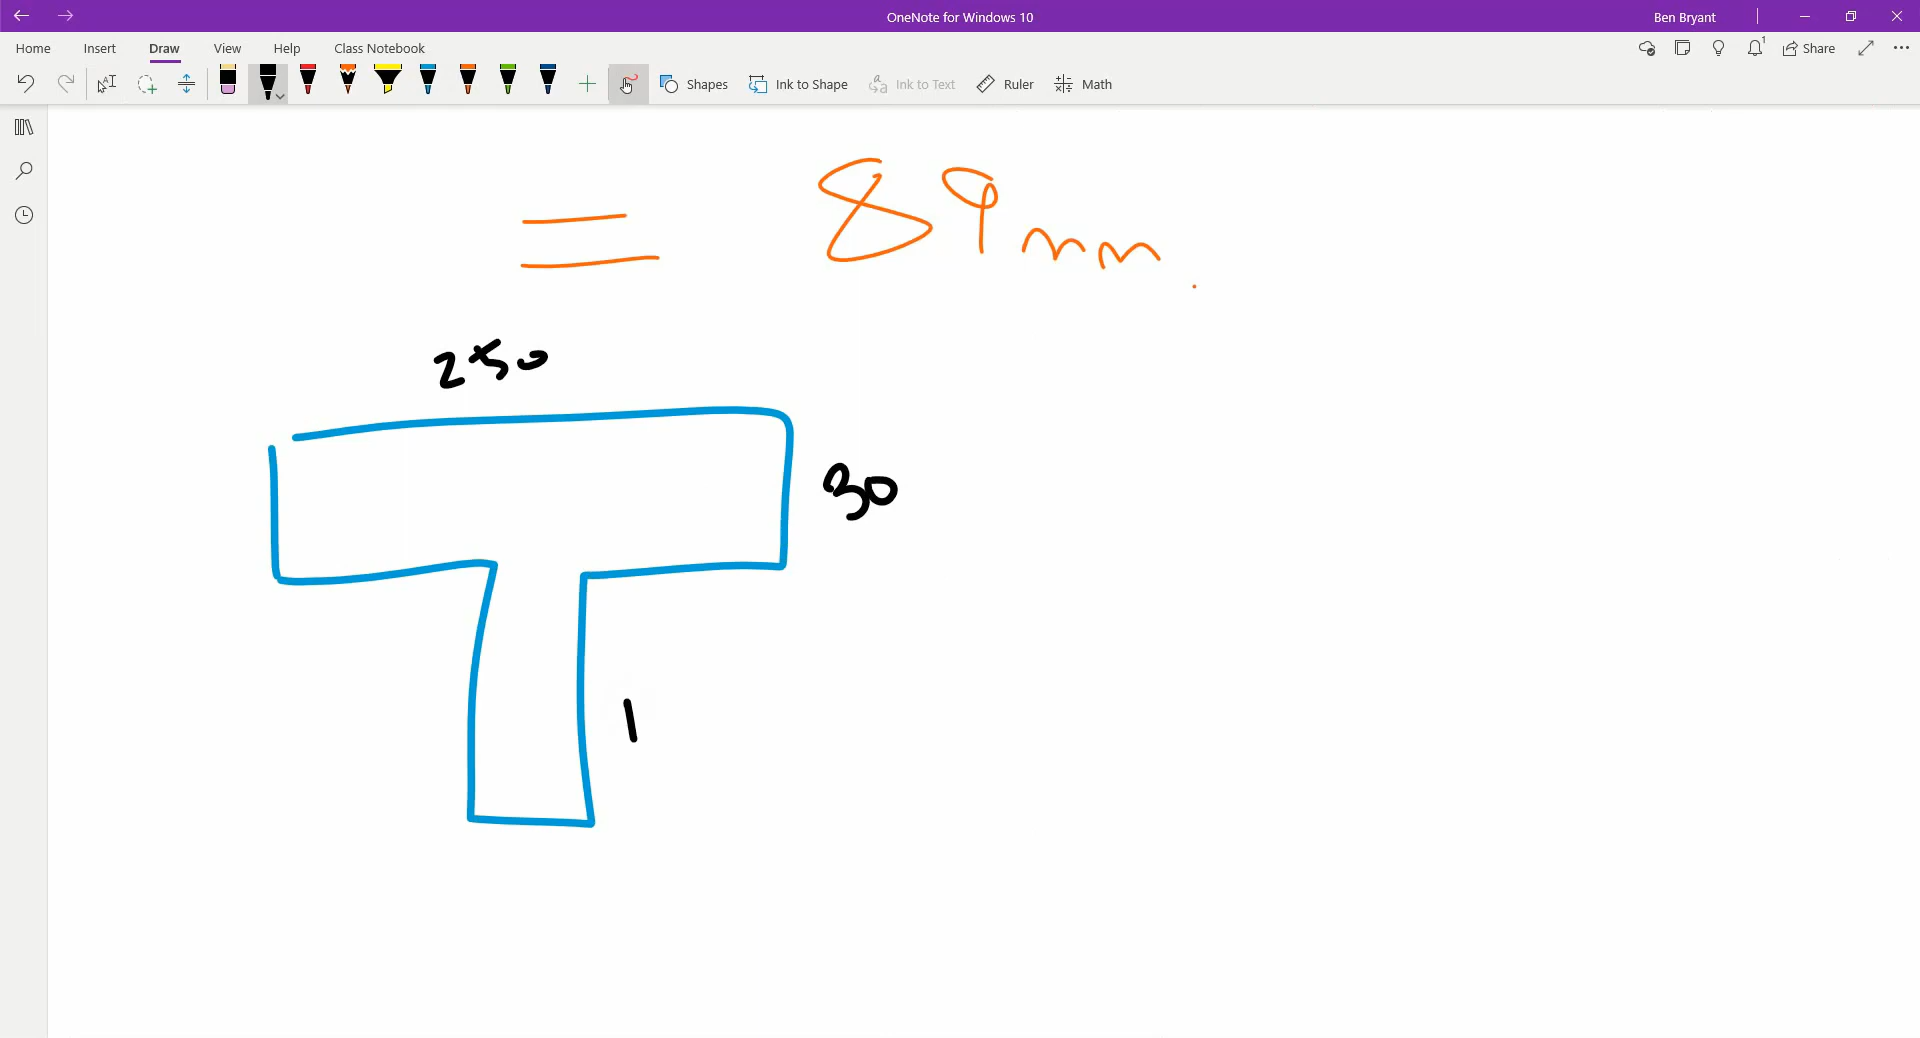 OneNote for Windows 10
Ben Bryant
Home Insert Draw View Help Class Notebook
1
Share
Shapes Ink to Shape Ink to Text Ruler Math
= 89mm.
250
30
1